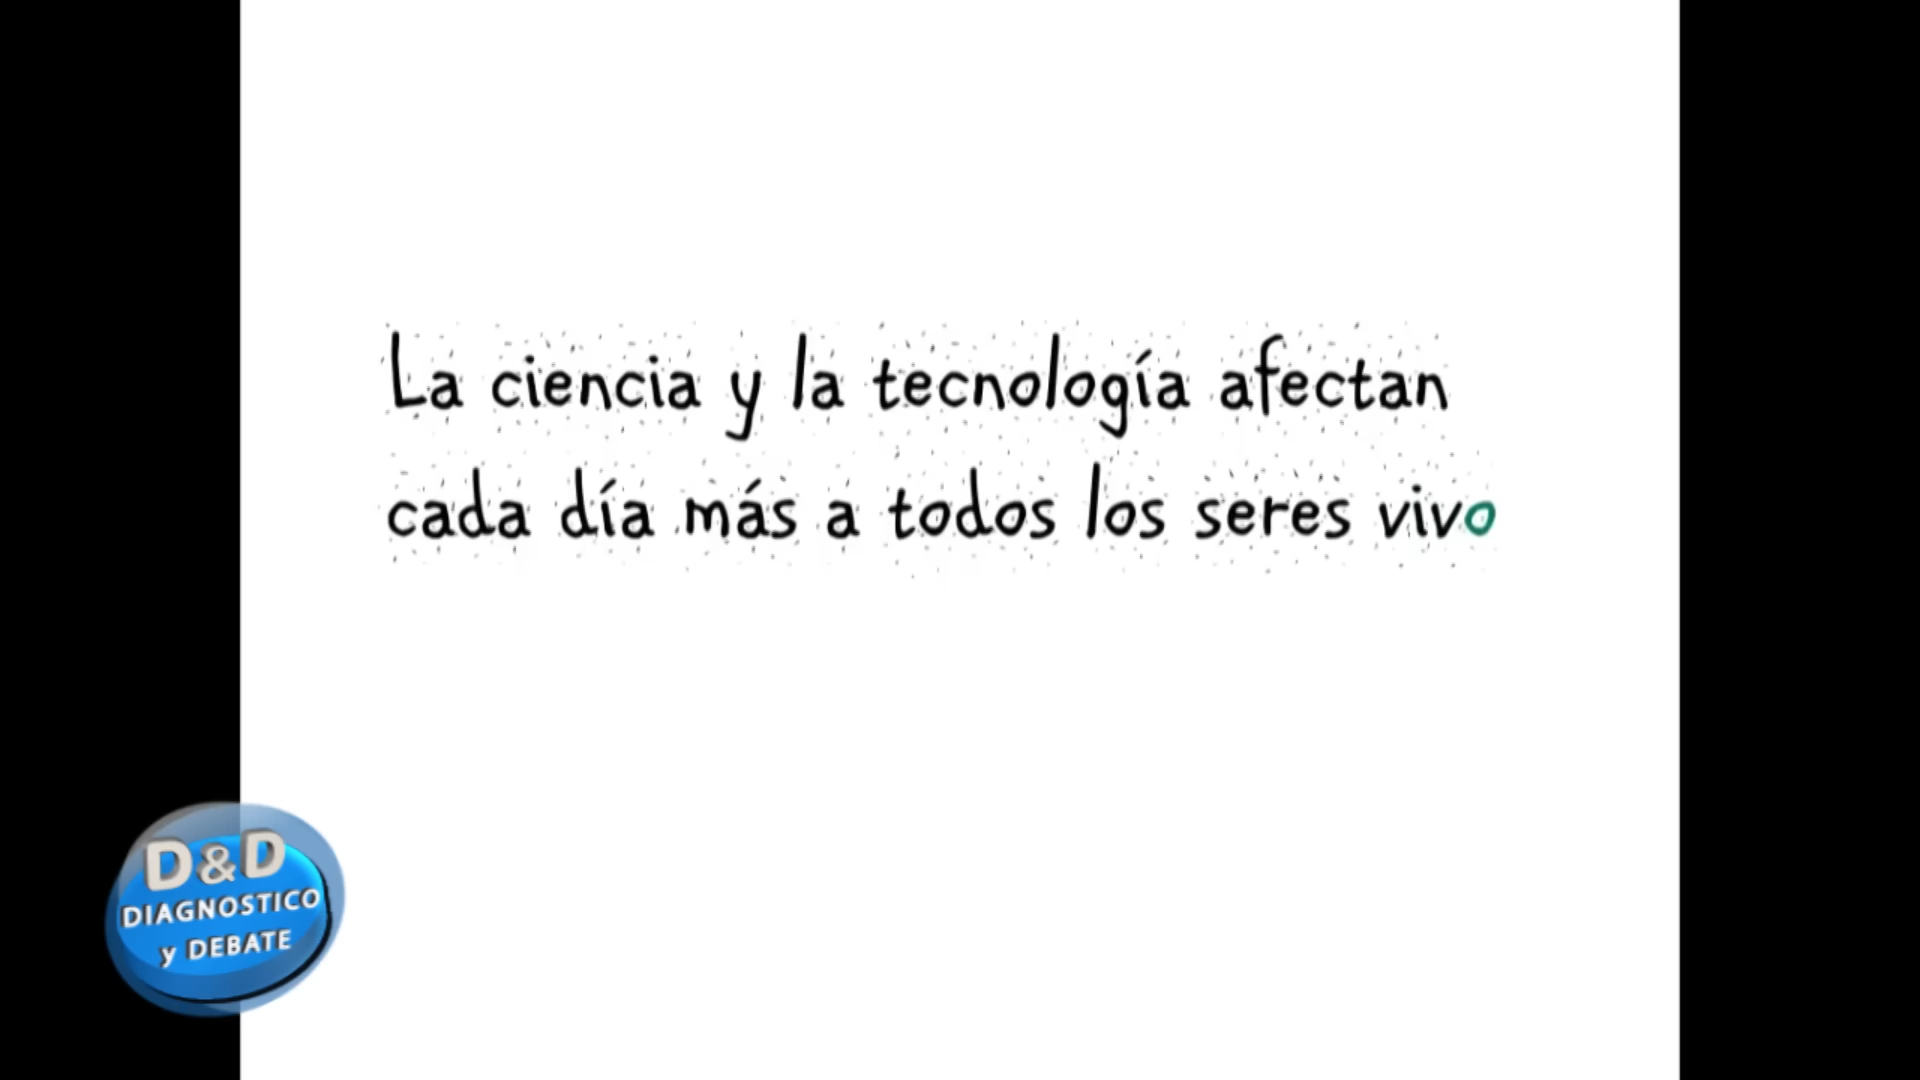 La ciencia y la tecnología afectan
cada día más a todos los seres vivo
D&D
DIAGNOSTICO
y DEBATE